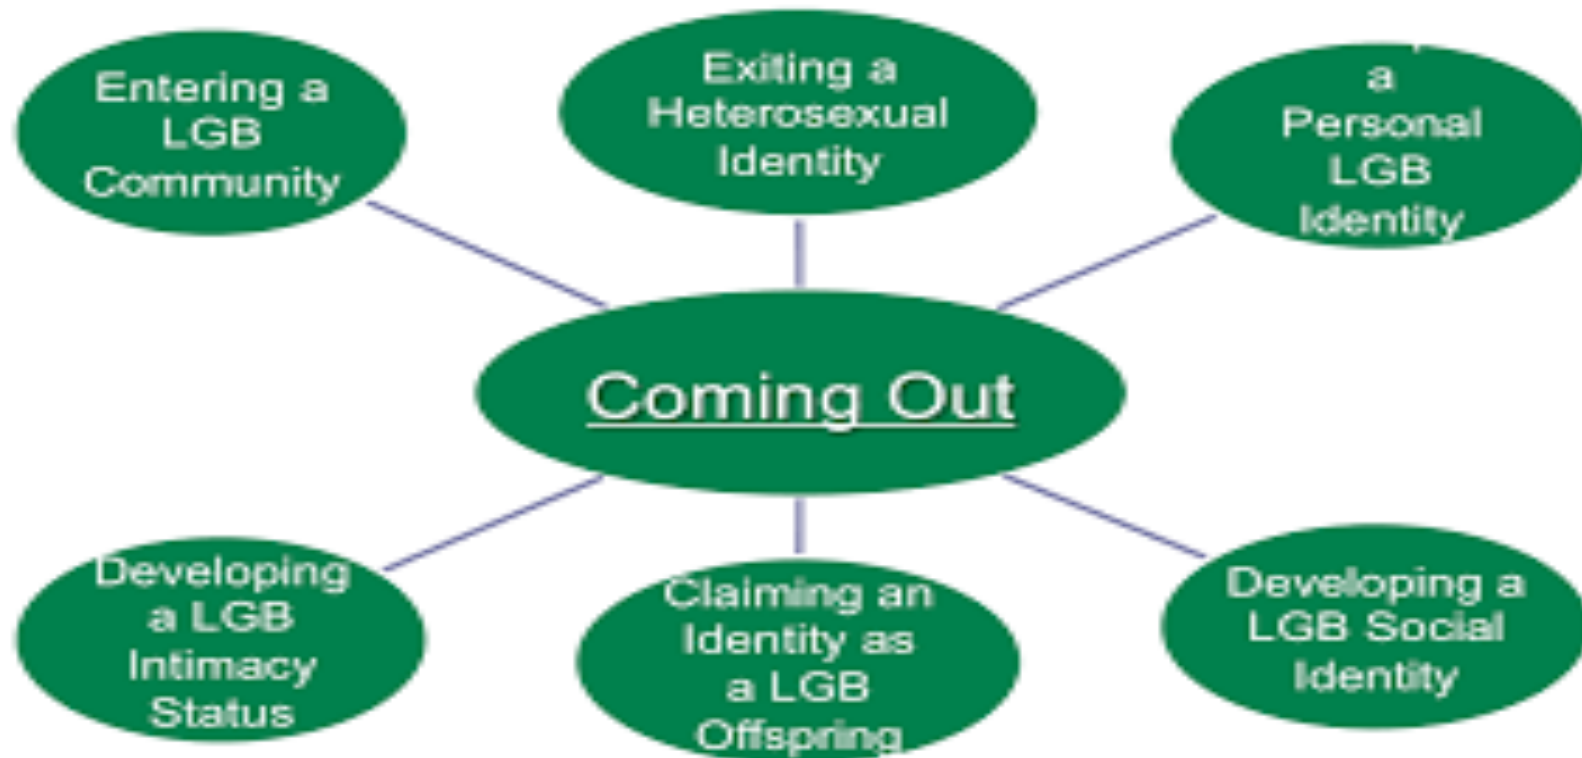 Entering a
LGB
Community
Exiting a
Heterosexual
Identity
a
Personal
LGB
Identity
Coming Out
Developing
a LGB
Intimacy
Status
Claiming an
Identity as
a LGB
Offspring
Developing a
LGB Social
Identity